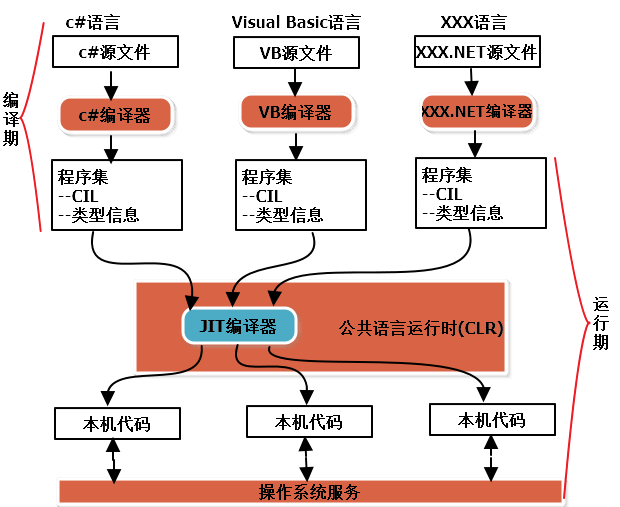 c#语言
Visual Basic语言
XXX语言
c#源文件
VB源文件
XXX.NET源文件
编译期
c#编译器
VB编译器
XXX.NET编译器
程序集
--CIL
--类型信息
程序集
--CIL
--类型信息
程序集
--CIL
--类型信息
JIT编译器
公共语言运行时(CLR)
运行期
本机代码
本机代码
本机代码
操作系统服务